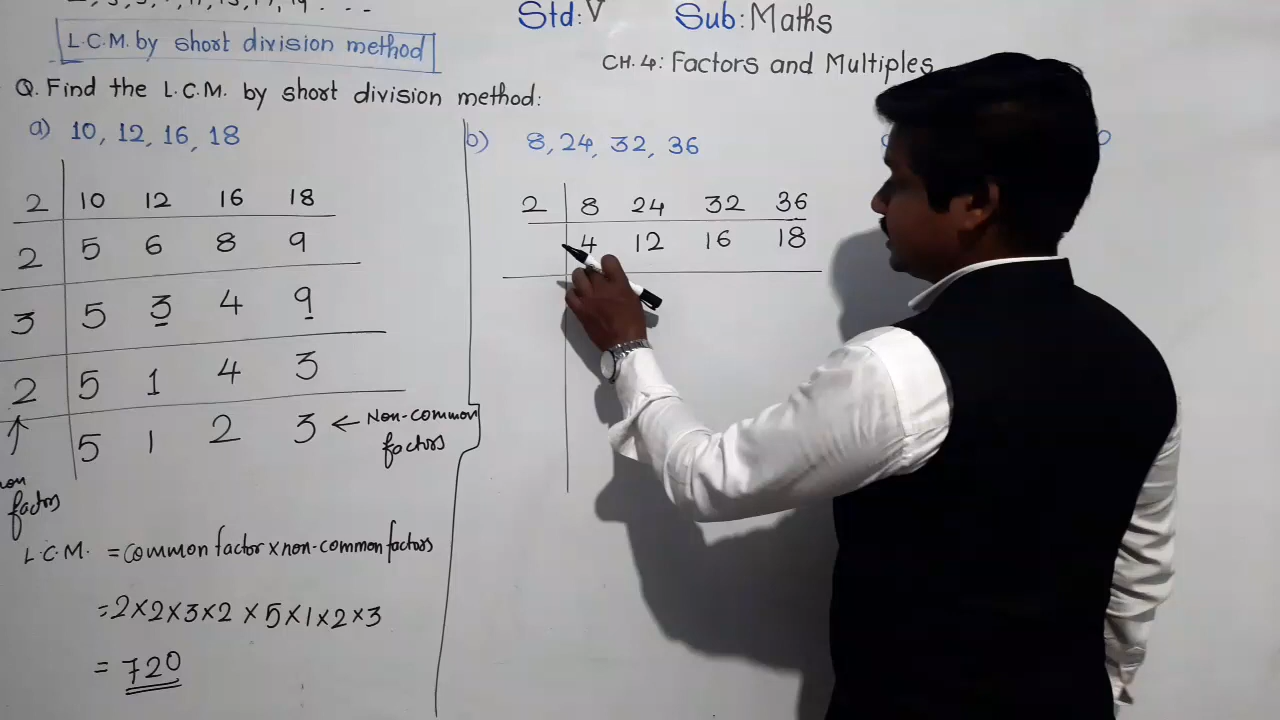 Std: V Sub: Maths
L.C.M. by short division method
CH. 4: Factors and Multiples
Q. Find the L.C.M. by short division method:
a) 10, 12, 16, 18
2 10 12 16 18
2 5 6 8 9
3 5 3 4 9
2 5 1 4 3
5 1 2 3 ← Non-common
factors
factors
L.C.M. = common factor x non-common factors
= 2 x 2 x 3 x 2 x 5 x 1 x 2 x 3
= 720
b) 8, 24, 32, 36
2 8 24 32 36
4 12 16 18